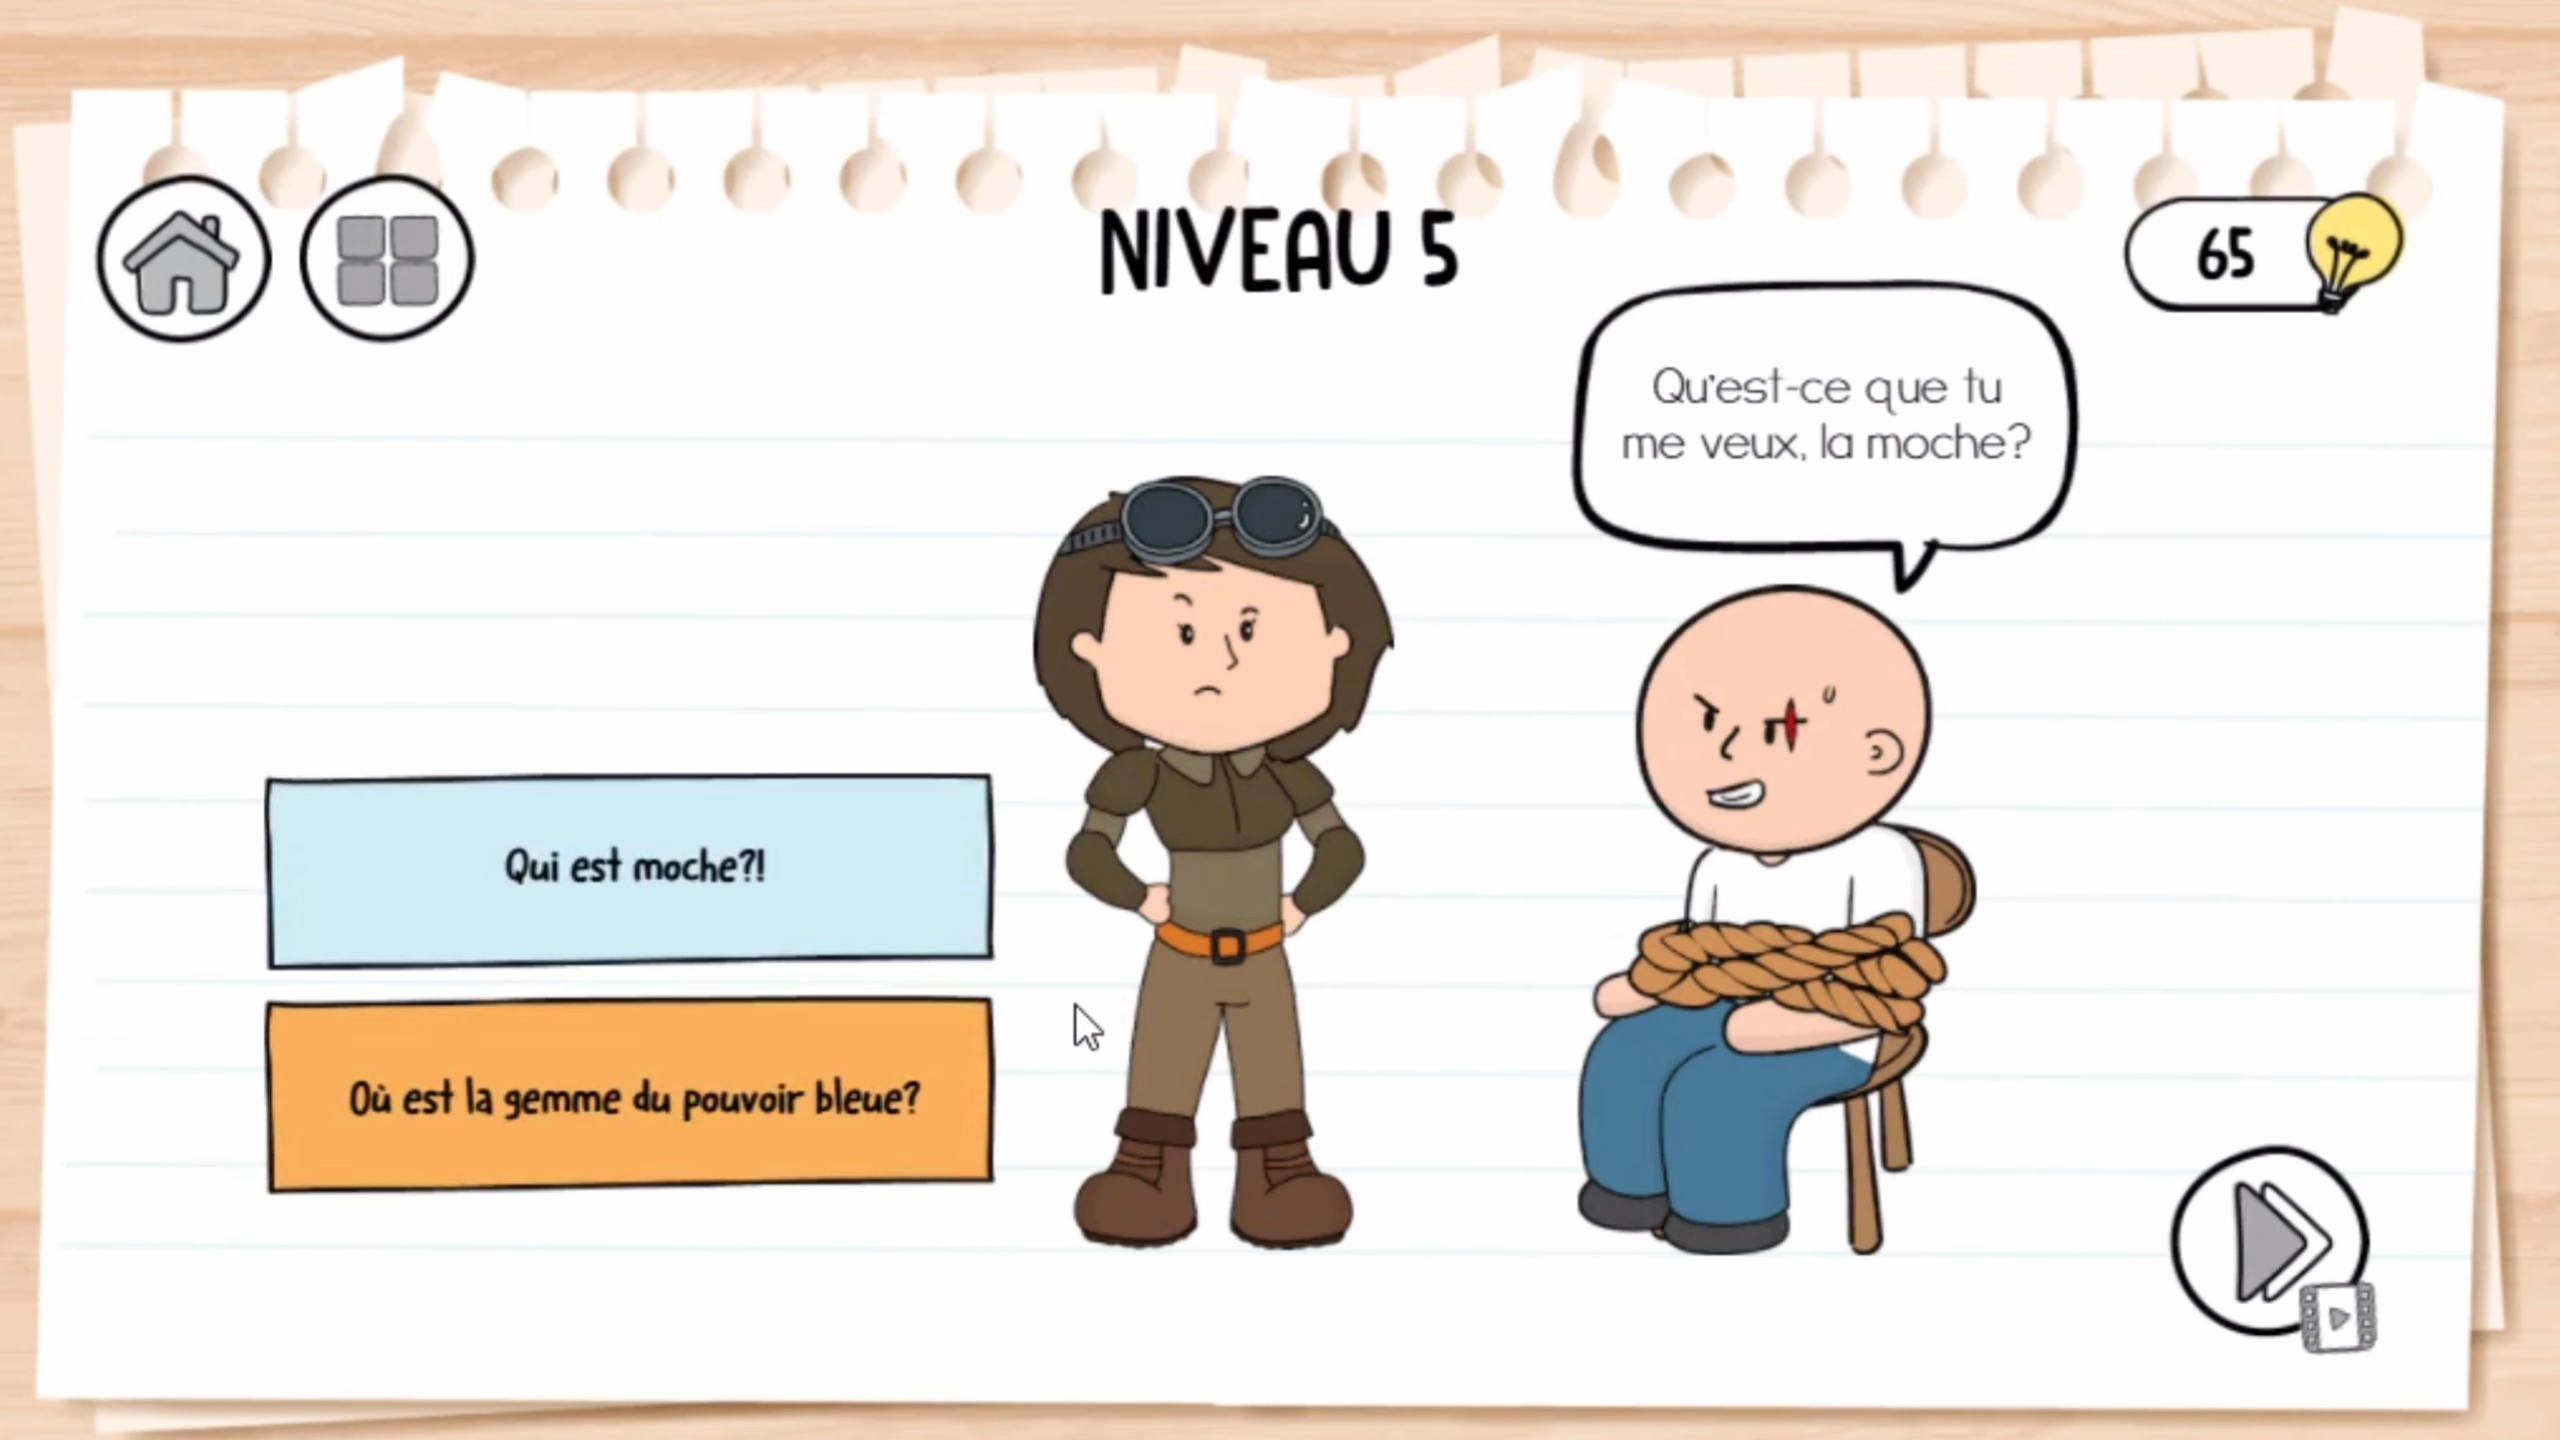 NIVEAU 5
65
Qu'est-ce que tu
me veux, la moche?
Qui est moche?!
Où est la gemme du pouvoir bleue?